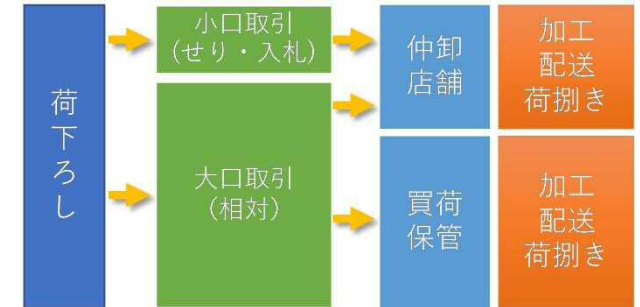 荷下ろし
小口取引
(せり・入札)
大口取引
(相対)
仲卸
店舗
買荷
保管
加工
配送
荷捌き
加工
配送
荷捌き